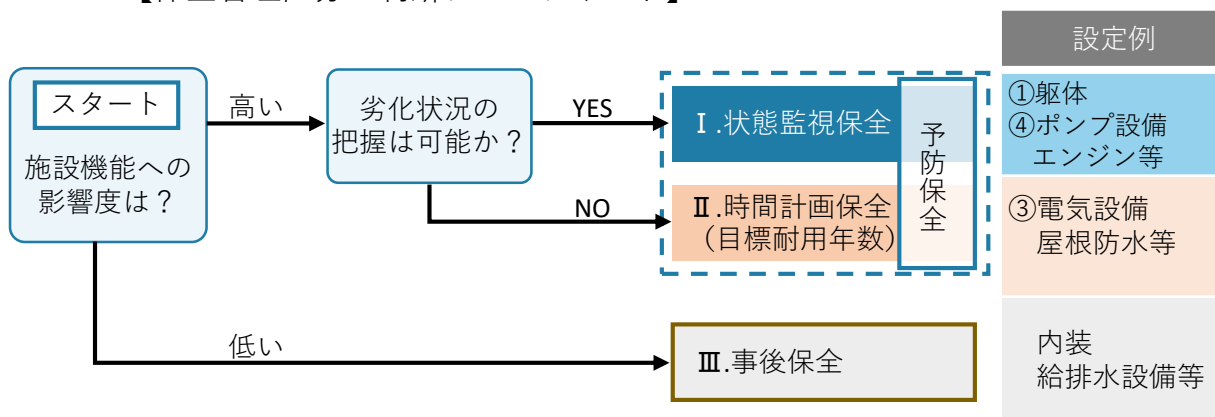 設定例
スタート
施設機能への
影響度は？
高い
劣化状況の
把握は可能か？
YES
Ⅰ.状態監視保全
予防保全
①躯体
④ポンプ設備
エンジン等
NO
Ⅱ.時間計画保全
（目標耐用年数）
③電気設備
屋根防水等
低い
Ⅲ.事後保全
内装
給排水設備等